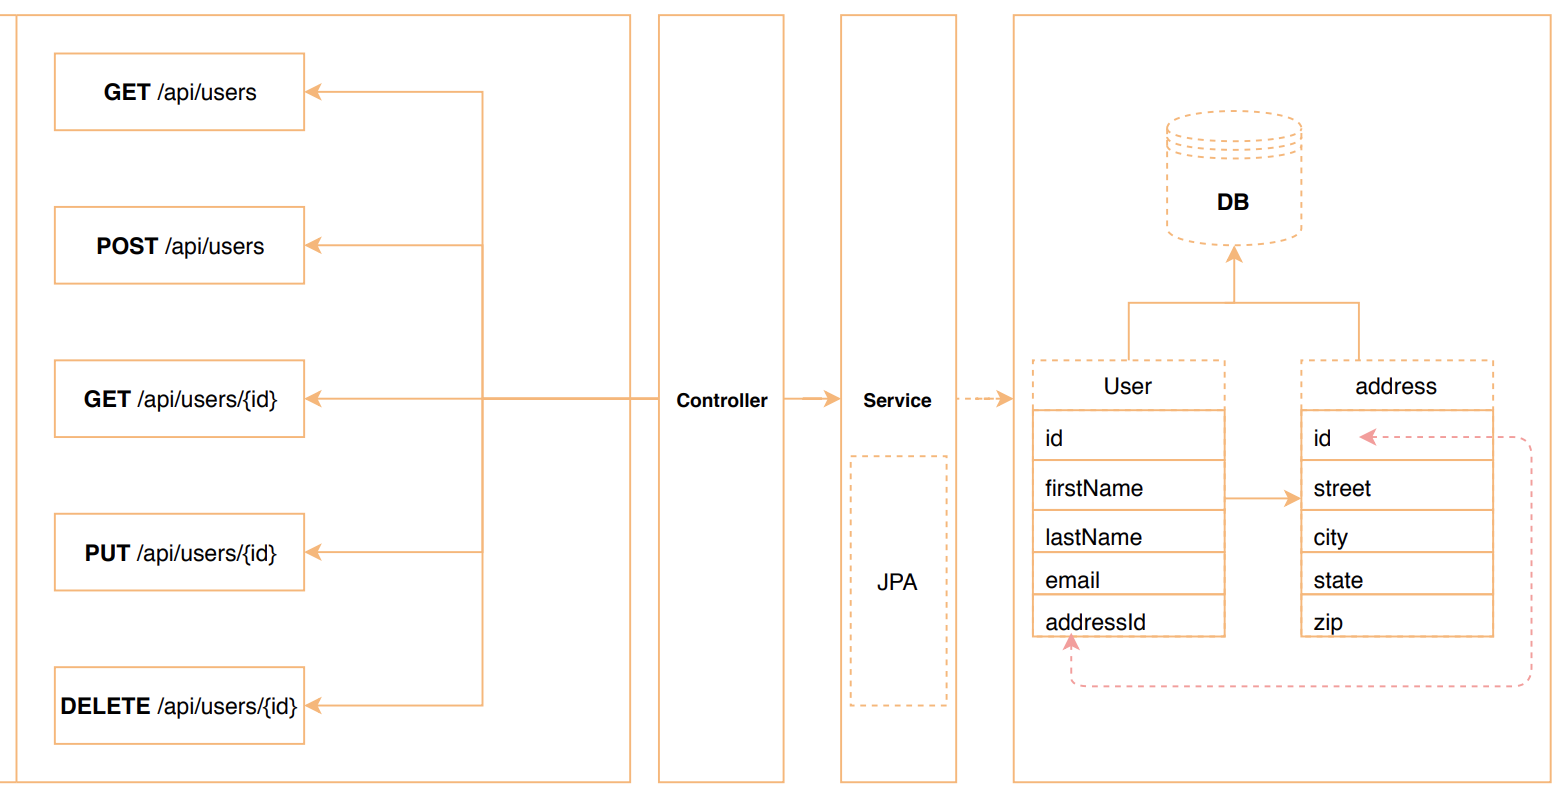 GET /api/users
POST /api/users
GET /api/users/{id}
PUT /api/users/{id}
DELETE /api/users/{id}
Controller
Service
JPA
DB
User
id
firstName
lastName
email
addressId
address
id
street
city
state
zip